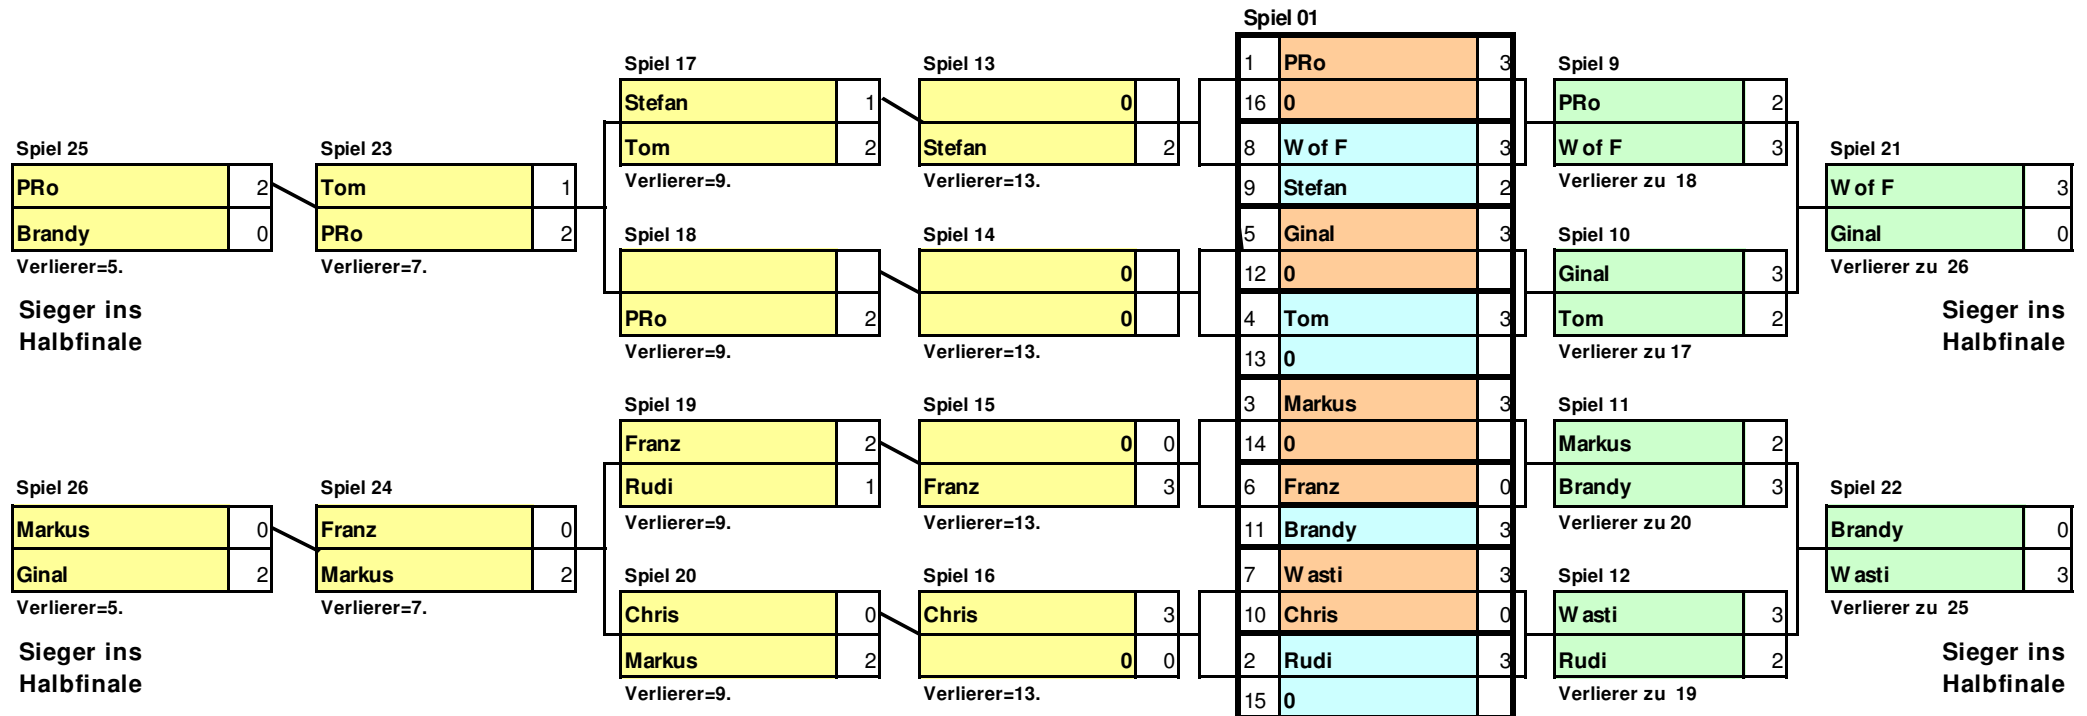 Spiel 01
1 PRo 3
Spiel 17 Spiel 13 Spiel 9
Stefan 1 0 16 0 PRo 2
Spiel 25 Spiel 23 Tom 2 Stefan 2 8 W of F 3 W of F 3 Spiel 21
PRo 2 Tom 1 Verlierer=9. Verlierer=13. 9 Stefan 2 Verlierer zu 18 W of F 3
Brandy 0 PRo 2 Spiel 18 Spiel 14 5 Ginal 3 Spiel 10 Ginal 0
Verlierer=5. Verlierer=7. 0 12 0 Ginal 3 Verlierer zu 26
Sieger ins PRo 2 0 4 Tom 3 Tom 2 Sieger ins
Halbfinale Verlierer=9. Verlierer=13. 13 0 Verlierer zu 17 Halbfinale
Spiel 19 Spiel 15 3 Markus 3 Spiel 11
Franz 2 0 0 14 0 Markus 2
Spiel 26 Spiel 24 Rudi 1 Franz 3 6 Franz 0 Brandy 3 Spiel 22
Markus 0 Franz 0 Verlierer=9. Verlierer=13. 11 Brandy 3 Verlierer zu 20 Brandy 0
Ginal 2 Markus 2 Spiel 20 Spiel 16 7 Wasti 3 Spiel 12 Wasti 3
Verlierer=5. Verlierer=7. Chris 0 Chris 3 10 Chris 0 Wasti 3 Verlierer zu 25
Sieger ins Markus 2 0 0 2 Rudi 3 Rudi 2 Sieger ins
Halbfinale Verlierer=9. Verlierer=13. 15 0 Verlierer zu 19 Halbfinale